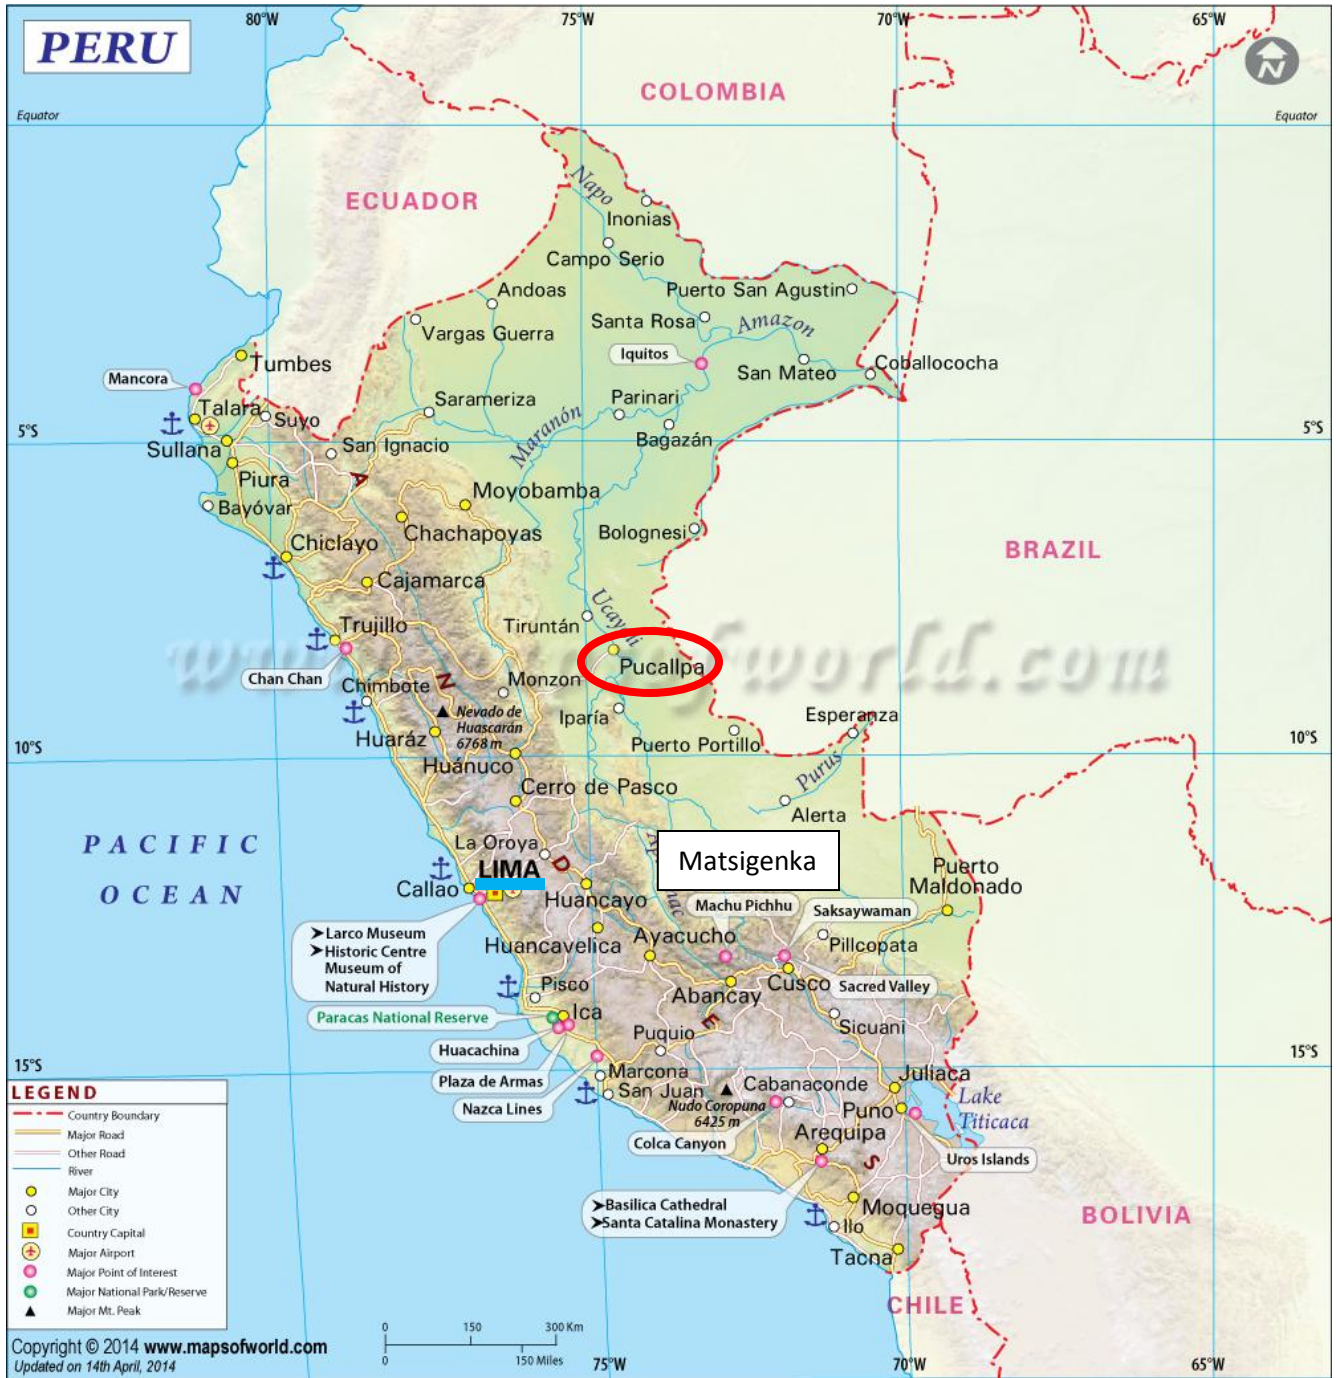 PERU
80°W
75°W
70°W
65°W
COLOMBIA
Equator
Equator
ECUADOR
Napo
Inonias
Campo Serio
Andoas
Puerto San Agustin
Vargas Guerra
Santa Rosa
Amazon
Iquitos
Tumbes
San Mateo
Coballococha
Mancora
Sarameriza
Parinari
Talara
Suyo
Maranón
5°S
5°S
Bagazán
Sullana
San Ignacio
Piura
A
Moyobamba
Bayóvar
Chachapoyas
Bolognesi
Chiclayo
BRAZIL
Cajamarca
Ucayali
Trujillo
Tiruntán
www.mapsofworld.com
Pucallpa
Chan Chan
Chimbote
N
Monzon
Nevado de
Huascarán
6768 m
Iparía
Esperanza
Huaráz
Puerto Portillo
10°S
10°S
Huánuco
Purus
Cerro de Pasco
Alerta
PACIFIC
OCEAN
La Oroya
D
Matsigenka
LIMA
Puerto
Maldonado
Callao
Huancayo
Machu Pichhu
Saksaywaman
➤Larco Museum
➤Historic Centre
Museum of
Natural History
Huancavelica
Ayacucho
Pillcopata
Pisco
Abancay
Cusco
Sacred Valley
Paracas National Reserve
Ica
E
Sicuani
Huacachina
Puquio
15°S
15°S
Plaza de Armas
Marcona
Cabanaconde
Juliaca
Nazca Lines
San Juan
Nudo Coropuna
6425 m
Puno
Lake
Titicaca
Colca Canyon
Arequipa
S
Uros Islands
➤Basilica Cathedral
➤Santa Catalina Monastery
Moquegua
Ilo
BOLIVIA
Tacna
CHILE
LEGEND
Country Boundary
Major Road
Other Road
River
Major City
Other City
Country Capital
Major Airport
Major Point of Interest
Major National Park/Reserve
Major Mt. Peak
0 150 300 Km
0 150 Miles
75°W
70°W
65°W
Copyright © 2014 www.mapsofworld.com
Updated on 14th April, 2014